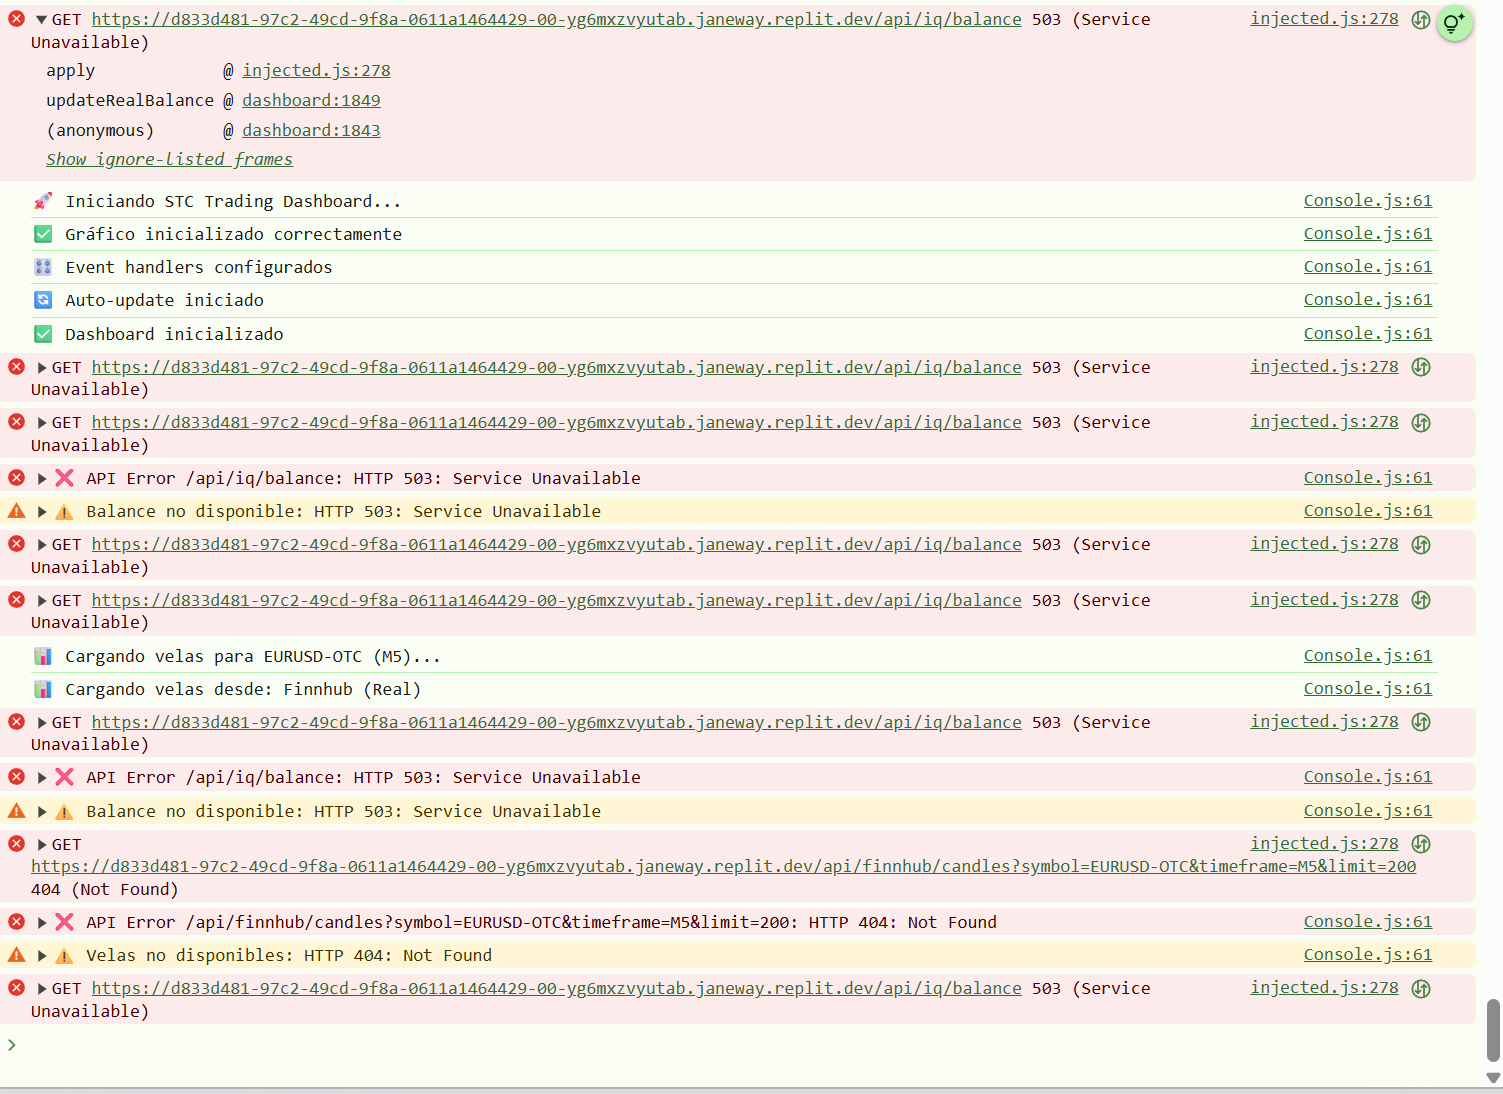 ▼GET https://d833d481-97c2-49cd-9f8a-0611a1464429-00-yg6mxzvyutab.janeway.replit.dev/api/iq/balance 503 (Service injected.js:278
Unavailable)
apply @ injected.js:278
updateRealBalance @ dashboard:1849
(anonymous) @ dashboard:1843
Show ignore-listed frames
🚀 Iniciando STC Trading Dashboard... Console.js:61
✅ Gráfico inicializado correctamente Console.js:61
🎛️ Event handlers configurados Console.js:61
🔄 Auto-update iniciado Console.js:61
✅ Dashboard inicializado Console.js:61
▶GET https://d833d481-97c2-49cd-9f8a-0611a1464429-00-yg6mxzvyutab.janeway.replit.dev/api/iq/balance 503 (Service injected.js:278
Unavailable)
▶GET https://d833d481-97c2-49cd-9f8a-0611a1464429-00-yg6mxzvyutab.janeway.replit.dev/api/iq/balance 503 (Service injected.js:278
Unavailable)
▶ ❌ API Error /api/iq/balance: HTTP 503: Service Unavailable Console.js:61
▶ ⚠️ Balance no disponible: HTTP 503: Service Unavailable Console.js:61
▶GET https://d833d481-97c2-49cd-9f8a-0611a1464429-00-yg6mxzvyutab.janeway.replit.dev/api/iq/balance 503 (Service injected.js:278
Unavailable)
▶GET https://d833d481-97c2-49cd-9f8a-0611a1464429-00-yg6mxzvyutab.janeway.replit.dev/api/iq/balance 503 (Service injected.js:278
Unavailable)
📊 Cargando velas para EURUSD-OTC (M5)... Console.js:61
📊 Cargando velas desde: Finnhub (Real) Console.js:61
▶GET https://d833d481-97c2-49cd-9f8a-0611a1464429-00-yg6mxzvyutab.janeway.replit.dev/api/iq/balance 503 (Service injected.js:278
Unavailable)
▶ ❌ API Error /api/iq/balance: HTTP 503: Service Unavailable Console.js:61
▶ ⚠️ Balance no disponible: HTTP 503: Service Unavailable Console.js:61
▶GET injected.js:278
https://d833d481-97c2-49cd-9f8a-0611a1464429-00-yg6mxzvyutab.janeway.replit.dev/api/finnhub/candles?symbol=EURUSD-OTC&timeframe=M5&limit=200
404 (Not Found)
▶ ❌ API Error /api/finnhub/candles?symbol=EURUSD-OTC&timeframe=M5&limit=200: HTTP 404: Not Found Console.js:61
▶ ⚠️ Velas no disponibles: HTTP 404: Not Found Console.js:61
▶GET https://d833d481-97c2-49cd-9f8a-0611a1464429-00-yg6mxzvyutab.janeway.replit.dev/api/iq/balance 503 (Service injected.js:278
Unavailable)